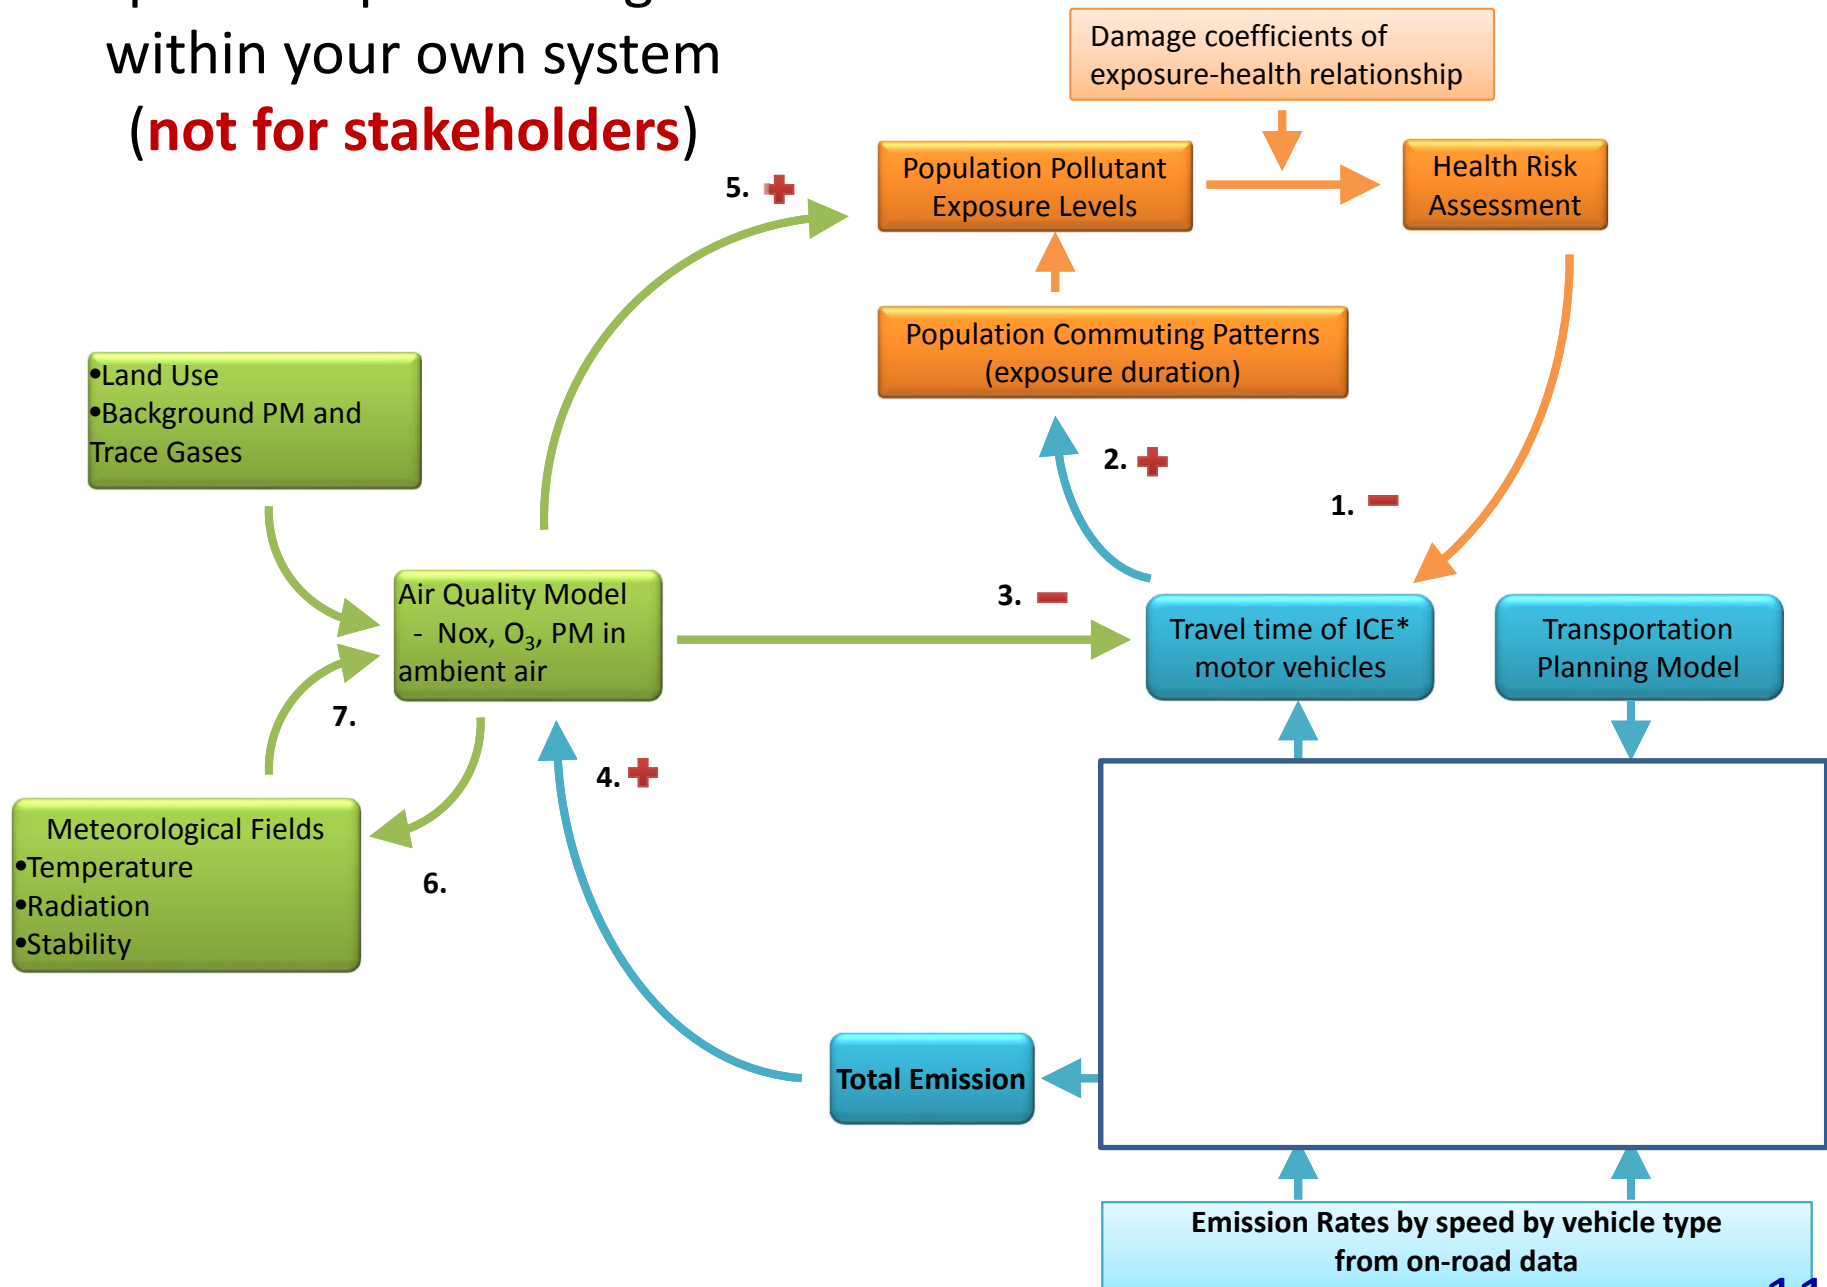 within your own system
(not for stakeholders)
Damage coefficients of
exposure-health relationship
5.
Population Pollutant
Exposure Levels
Health Risk
Assessment
Population Commuting Patterns
(exposure duration)
•Land Use
•Background PM and
Trace Gases
2.
1.
Air Quality Model
- Nox, O₃, PM in
ambient air
3.
Travel time of ICE*
motor vehicles
Transportation
Planning Model
7.
4.
Meteorological Fields
•Temperature
•Radiation
•Stability
6.
Total Emission
Emission Rates by speed by vehicle type
from on-road data